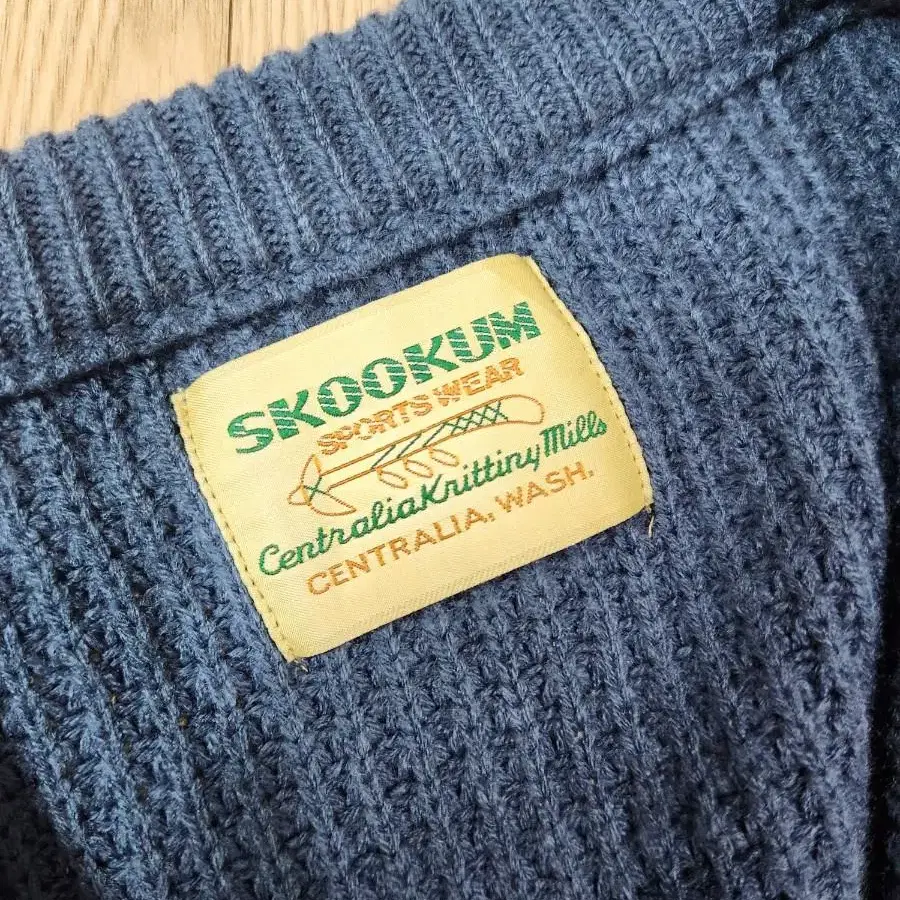 SKOOKUM
SPORTS WEAR
Centralia Knitting Mills
CENTRALIA, WASH.